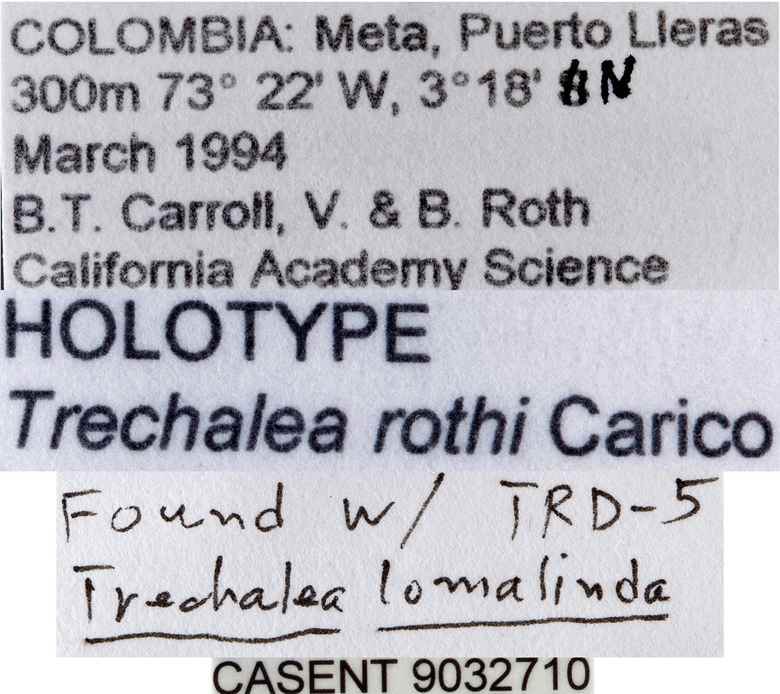 COLOMBIA: Meta, Puerto Lleras
300m 73° 22' W, 3°18' N
March 1994
B.T. Carroll, V. & B. Roth
California Academy Science
HOLOTYPE
Trechalea rothi Carico
Found w/ TRD-5
Trechalea lomalinda
CASENT 9032710